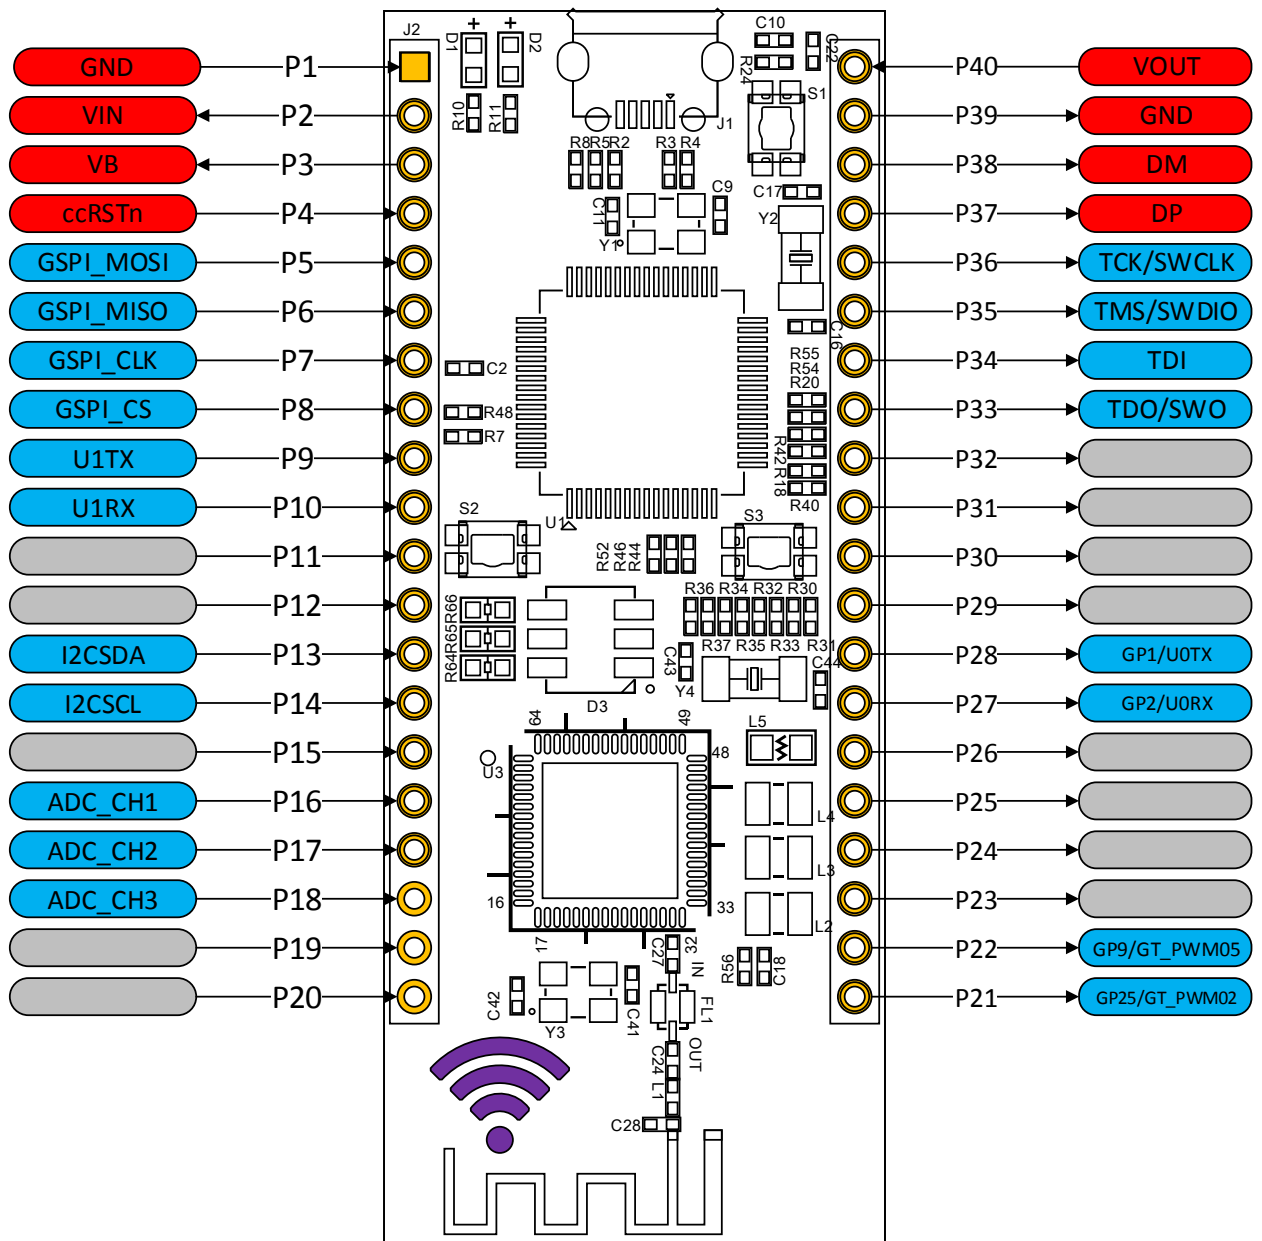 GND P1
VIN P2
VB P3
ccRSTn P4
GSPI_MOSI P5
GSPI_MISO P6
GSPI_CLK P7
GSPI_CS P8
U1TX P9
U1RX P10
P11
P12
I2CSDA P13
I2CSCL P14
P15
ADC_CH1 P16
ADC_CH2 P17
ADC_CH3 P18
P19
P20
J2
D1
+
+
D2
R10
R11
J1
C10
C22
R24
S1
R8 R5 R2
R3 R4
C11
Y1
C9
C17
Y2
C16
C2
R48
R7
R55
R54
R20
R42
R18
R40
S2
U1
S3
R52
R46
R44
R66
R65
R64
R36 R34 R32 R30
R37 R35 R33 R31
C43
Y4
C44
D3
64
49
L5
U3
48
L4
L3
16
33
L2
17
32
C27
IN
R56
C18
C42
Y3
C41
FL1
OUT
C24
L1
C28
P40 VOUT
P39 GND
P38 DM
P37 DP
P36 TCK/SWCLK
P35 TMS/SWDIO
P34 TDI
P33 TDO/SWO
P32
P31
P30
P29
P28 GP1/U0TX
P27 GP2/U0RX
P26
P25
P24
P23
P22 GP9/GT_PWM05
P21 GP25/GT_PWM02